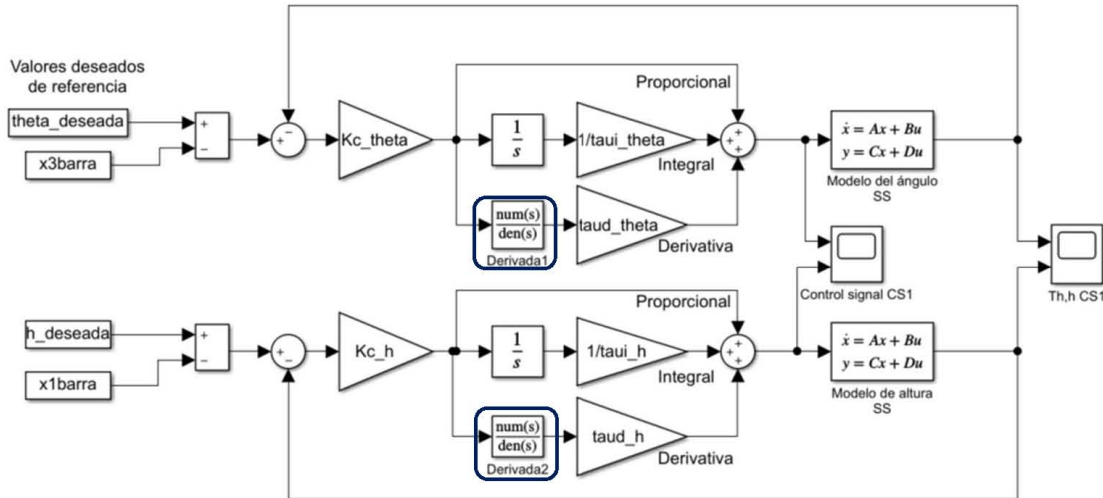 Valores deseados
de referencia
theta_deseada
x3barra
+
−
+
−
Kc_theta
Proporcional
1
s
1/taui_theta
Integral
num(s)
den(s)
Derivada1
taud_theta
Derivativa
+
+
+
ẋ = Ax + Bu
y = Cx + Du
Modelo del ángulo
SS
Control signal CS1
Th,h CS1
h_deseada
x1barra
+
−
+
−
Kc_h
Proporcional
1
s
1/taui_h
Integral
num(s)
den(s)
Derivada2
taud_h
Derivativa
+
+
+
ẋ = Ax + Bu
y = Cx + Du
Modelo de altura
SS